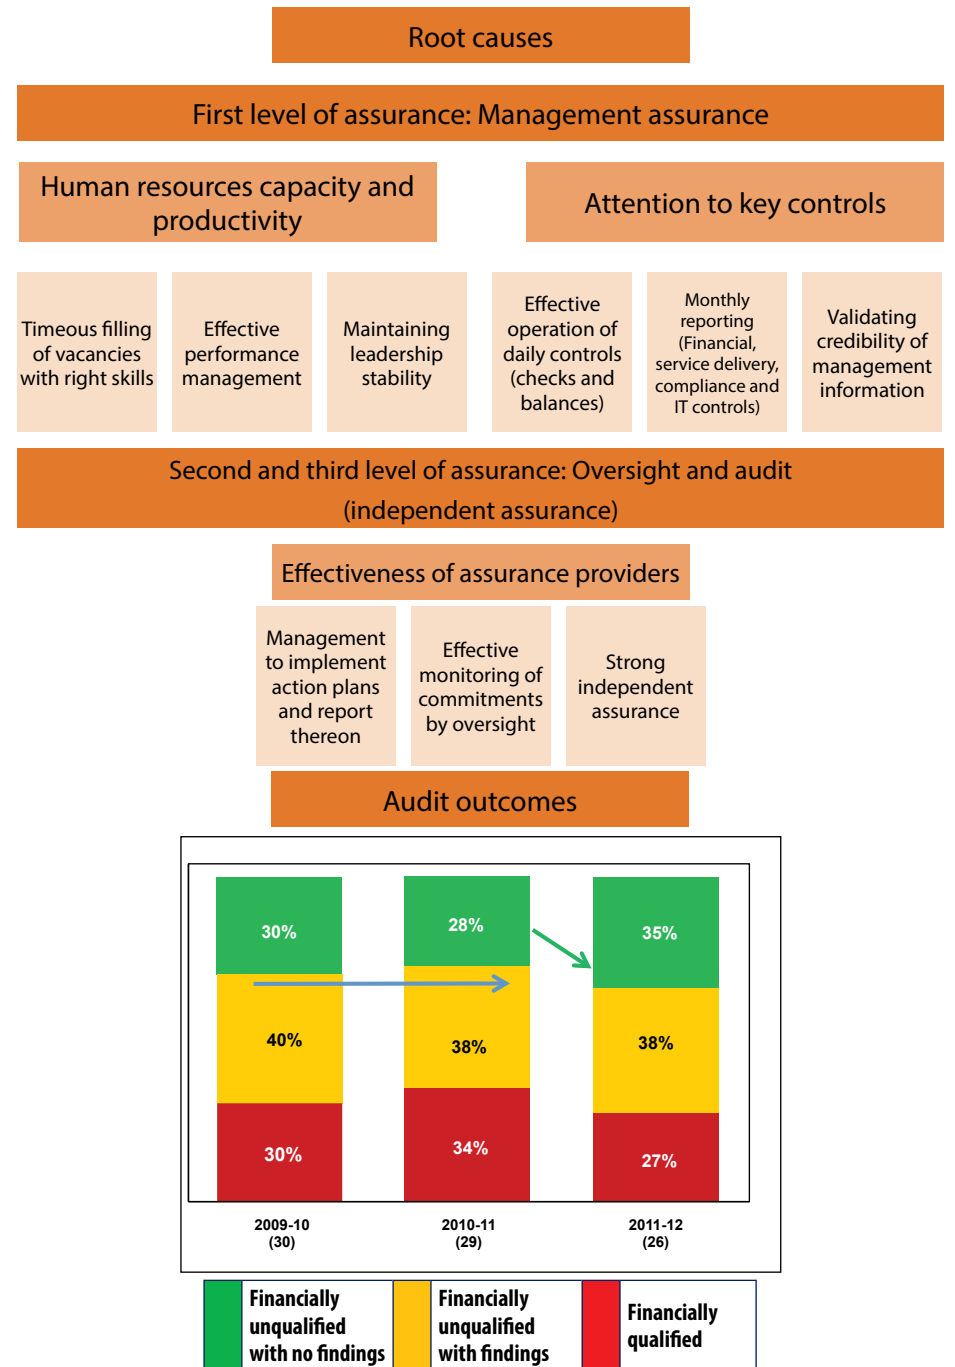 Root causes
First level of assurance: Management assurance
Human resources capacity and
productivity
Attention to key controls
Timeous filling
of vacancies
with right skills
Effective
performance
management
Maintaining
leadership
stability
Effective
operation of
daily controls
(checks and
balances)
Monthly
reporting
(Financial,
service delivery,
compliance and
IT controls)
Validating
credibility of
management
information
Second and third level of assurance: Oversight and audit
(independent assurance)
Effectiveness of assurance providers
Management
to implement
action plans
and report
thereon
Effective
monitoring of
commitments
by oversight
Strong
independent
assurance
Audit outcomes
30%
28%
35%
40%
38%
38%
30%
34%
27%
2009-10
(30)
2010-11
(29)
2011-12
(26)
Financially
unqualified
with no findings
Financially
unqualified
with findings
Financially
qualified